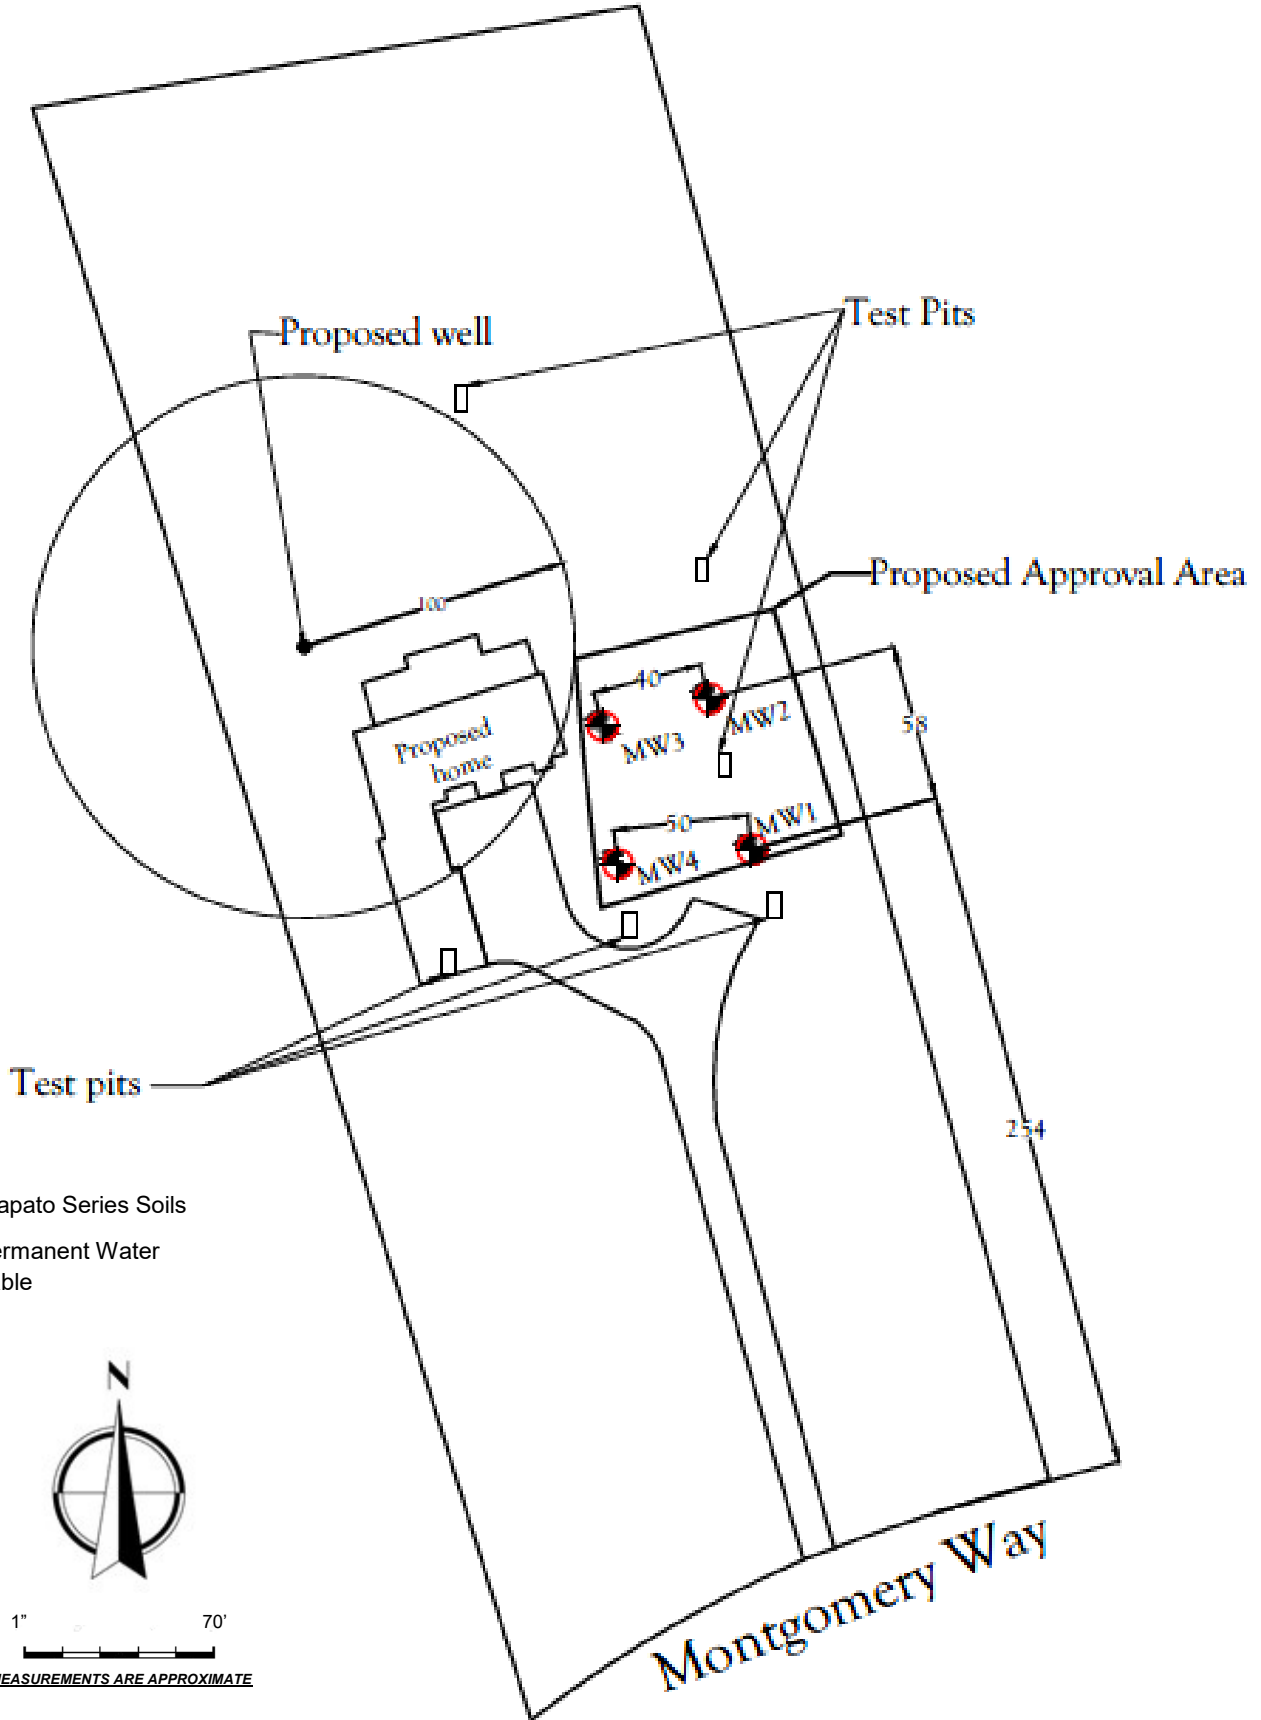 Proposed well
Test Pits
Proposed Approval Area
100
40
MW2
MW3
58
Proposed
home
50
MW1
MW4
Test pits
254
apato Series Soils
ermanent Water
ble
N
1" 70'
EASUREMENTS ARE APPROXIMATE
Montgomery Way